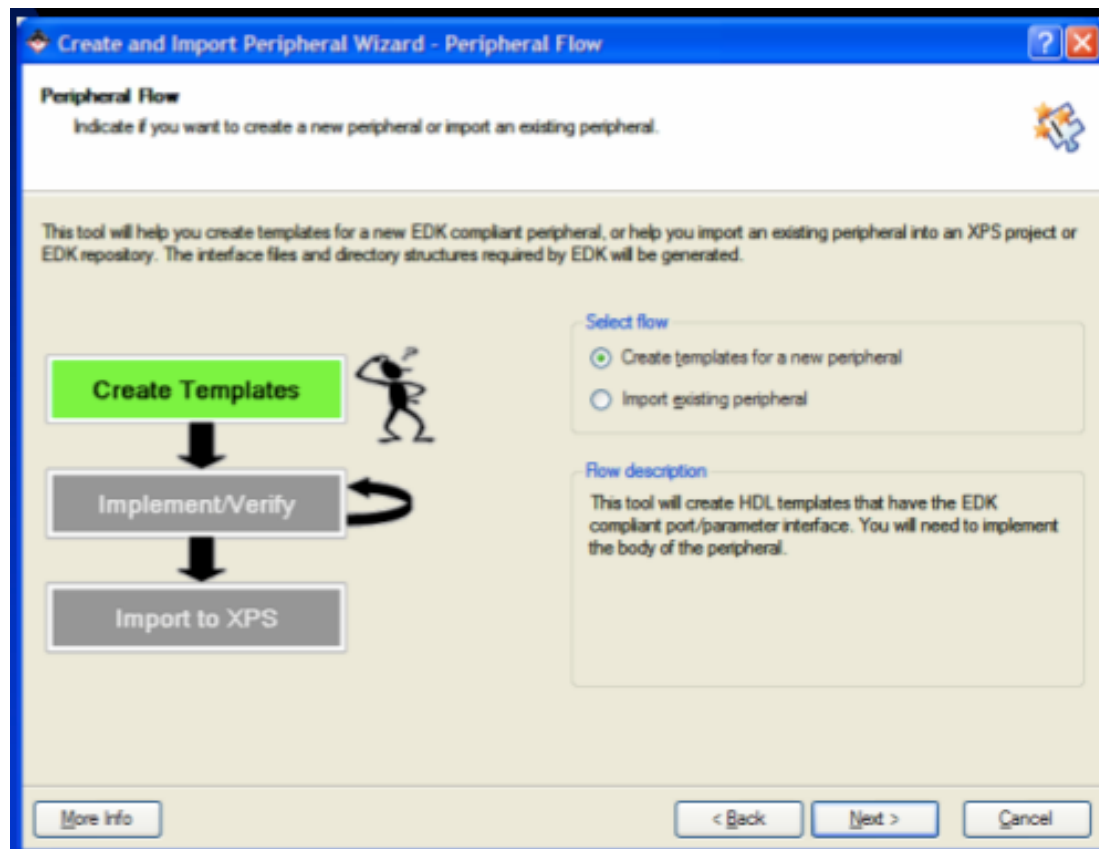 Create and Import Peripheral Wizard - Peripheral Flow
Peripheral Flow
Indicate if you want to create a new peripheral or import an existing peripheral.
This tool will help you create templates for a new EDK compliant peripheral, or help you import an existing peripheral into an XPS project or
EDK repository. The interface files and directory structures required by EDK will be generated.
Create Templates
Implement/Verify
Import to XPS
Select flow
Create templates for a new peripheral
Import existing peripheral
Flow description
This tool will create HDL templates that have the EDK
compliant port/parameter interface. You will need to implement
the body of the peripheral.
More Info
< Back
Next >
Cancel